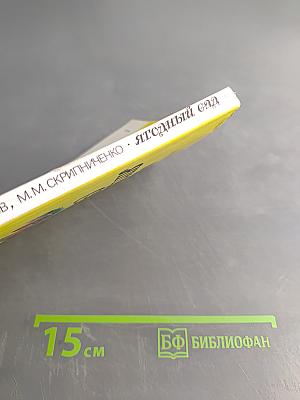 В, М.М. СКРИПНИЧЕНКО · ЯГОДНЫЙ САД
15 см
БФ БИБЛИОФАН